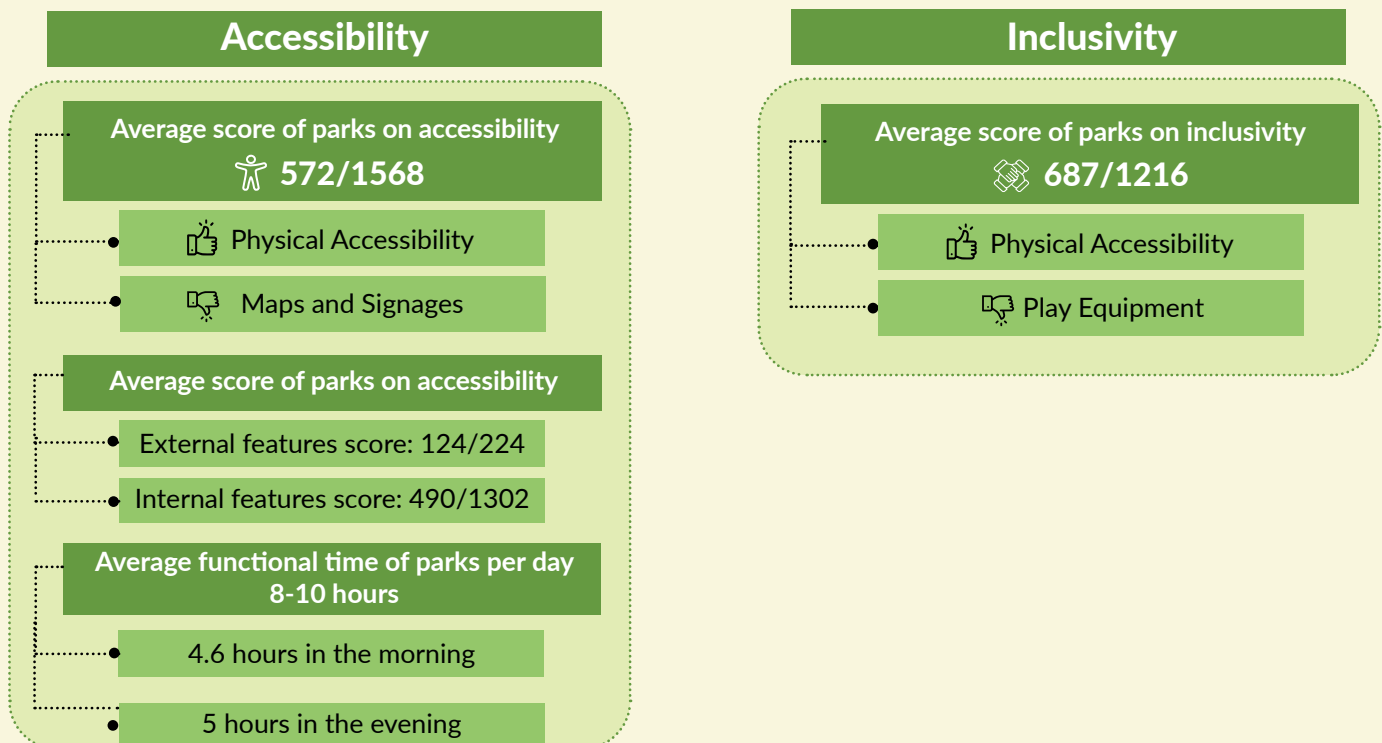 Accessibility
Average score of parks on accessibility
572/1568
Physical Accessibility
Maps and Signages
Average score of parks on accessibility
External features score: 124/224
Internal features score: 490/1302
Average functional time of parks per day
8-10 hours
4.6 hours in the morning
5 hours in the evening
Inclusivity
Average score of parks on inclusivity
687/1216
Physical Accessibility
Play Equipment